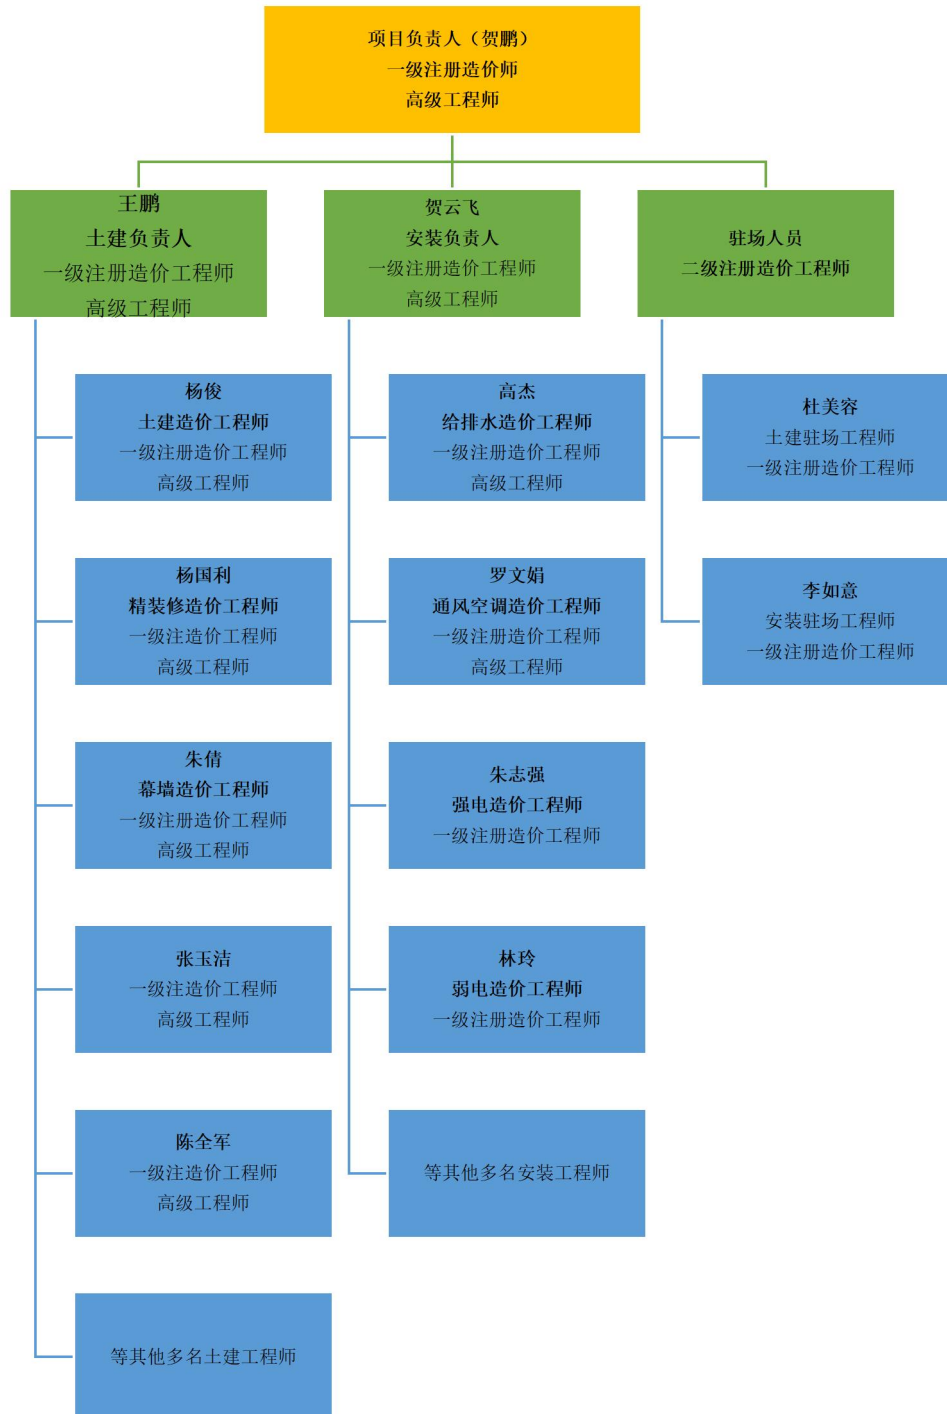 项目负责人（贺鹏）
一级注册造价师
高级工程师
王鹏
土建负责人
一级注册造价工程师
高级工程师
贺云飞
安装负责人
一级注册造价工程师
高级工程师
驻场人员
二级注册造价工程师
杨俊
土建造价工程师
一级注册造价工程师
高级工程师
杨国利
精装修造价工程师
一级注造价工程师
高级工程师
朱倩
幕墙造价工程师
一级注册造价工程师
高级工程师
张玉洁
一级注造价工程师
高级工程师
陈全军
一级注造价工程师
高级工程师
等其他多名土建工程师
高杰
给排水造价工程师
一级注册造价工程师
高级工程师
罗文娟
通风空调造价工程师
一级注册造价工程师
高级工程师
朱志强
强电造价工程师
一级注册造价工程师
林玲
弱电造价工程师
一级注册造价工程师
等其他多名安装工程师
杜美容
土建驻场工程师
一级注册造价工程师
李如意
安装驻场工程师
一级注册造价工程师